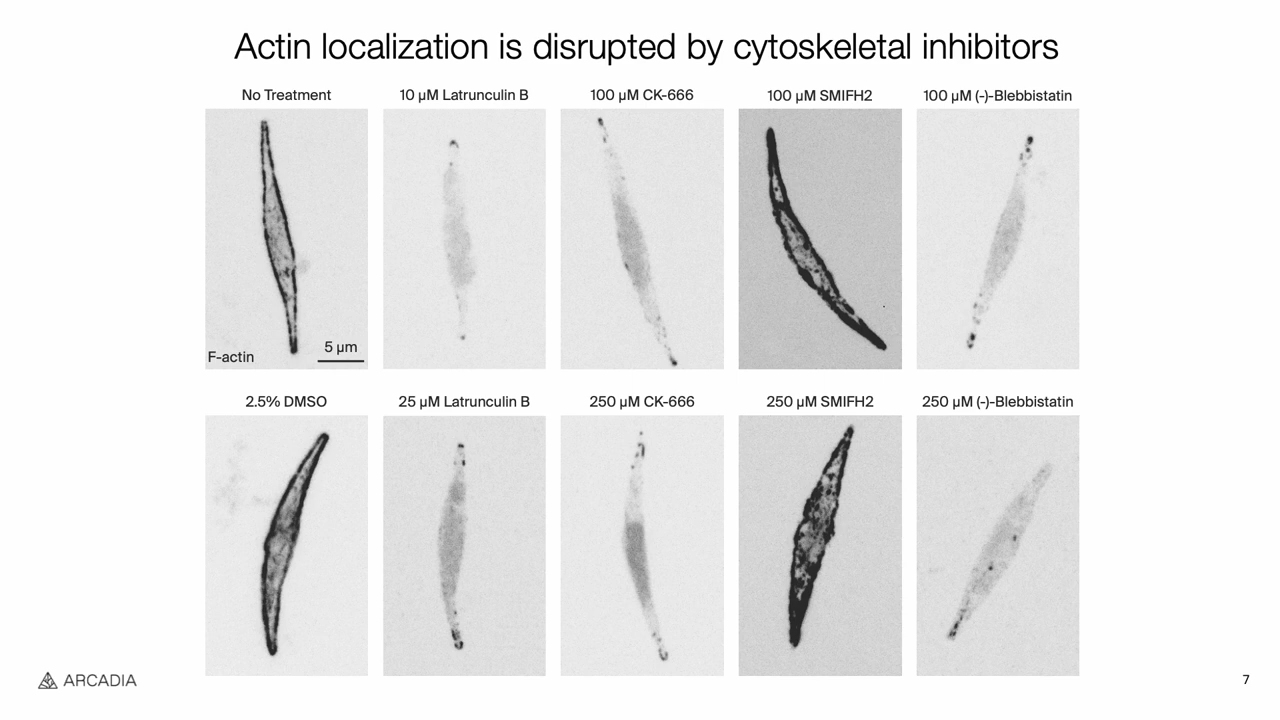 Actin localization is disrupted by cytoskeletal inhibitors
No Treatment
10 µM Latrunculin B
100 µM CK-666
100 µM SMIFH2
100 µM (-)-Blebbistatin
F-actin
5 µm
2.5% DMSO
25 µM Latrunculin B
250 µM CK-666
250 µM SMIFH2
250 µM (-)-Blebbistatin
ARCADIA
7